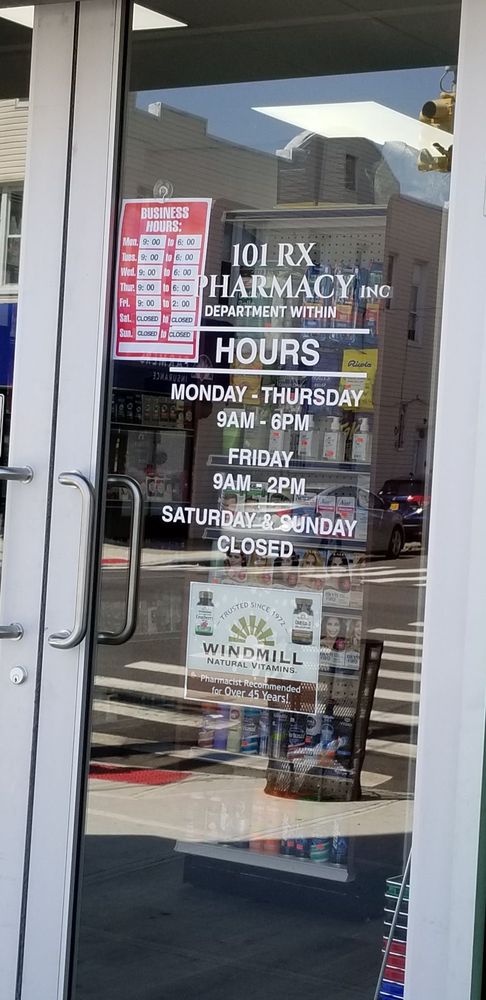 BUSINESS
HOURS:
Mon. 9:00 to 6:00
Tues. 9:00 to 6:00
Wed. 9:00 to 6:00
Thur. 9:00 to 6:00
Fri. 9:00 to 2:00
Sat. CLOSED to CLOSED
Sun. CLOSED to CLOSED
101 RX
PHARMACY INC
DEPARTMENT WITHIN
HOURS
MONDAY - THURSDAY
9AM - 6PM
FRIDAY
9AM - 2PM
SATURDAY & SUNDAY
CLOSED
Ricola
INSURANCE
TRUSTED SINCE 1972
WINDMILL
NATURAL VITAMINS.
Pharmacist Recommended
for Over 45 Years!